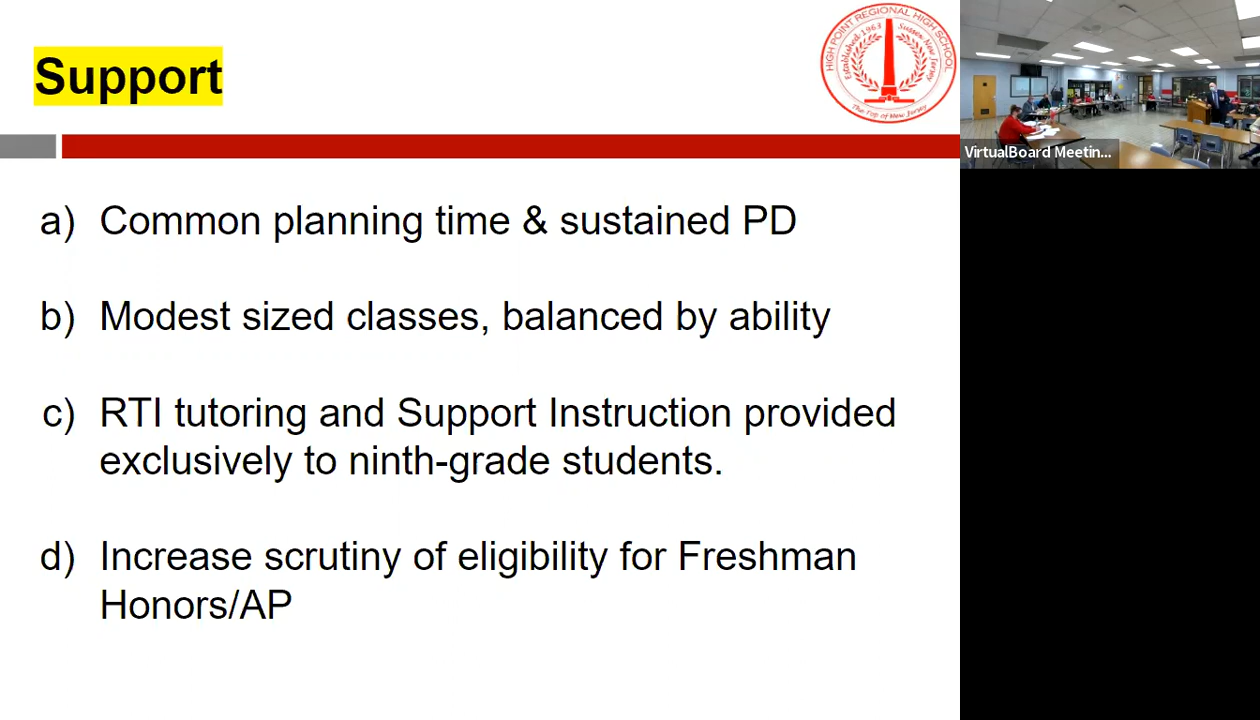 Support
HIGH POINT REGIONAL HIGH SCHOOL
Established 1963
Sussex New Jersey
The Top of New Jersey
VirtualBoard Meetin...
a) Common planning time & sustained PD
b) Modest sized classes, balanced by ability
c) RTI tutoring and Support Instruction provided
exclusively to ninth-grade students.
d) Increase scrutiny of eligibility for Freshman
Honors/AP